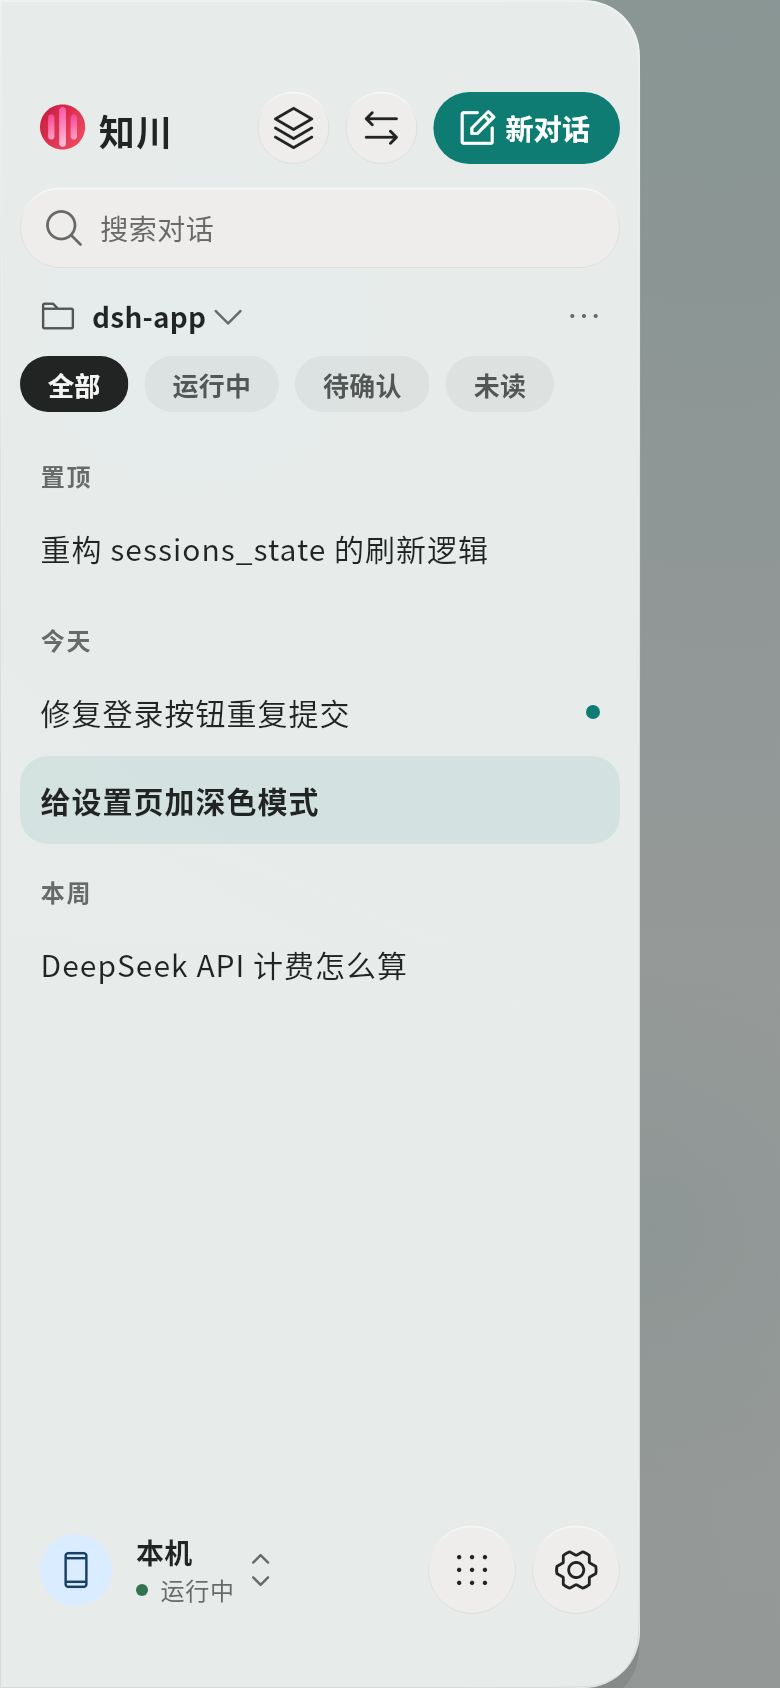 知川
新对话
搜索对话
dsh-app
全部 运行中 待确认 未读
置顶
重构 sessions_state 的刷新逻辑
今天
修复登录按钮重复提交
给设置页加深色模式
本周
DeepSeek API 计费怎么算
本机
运行中